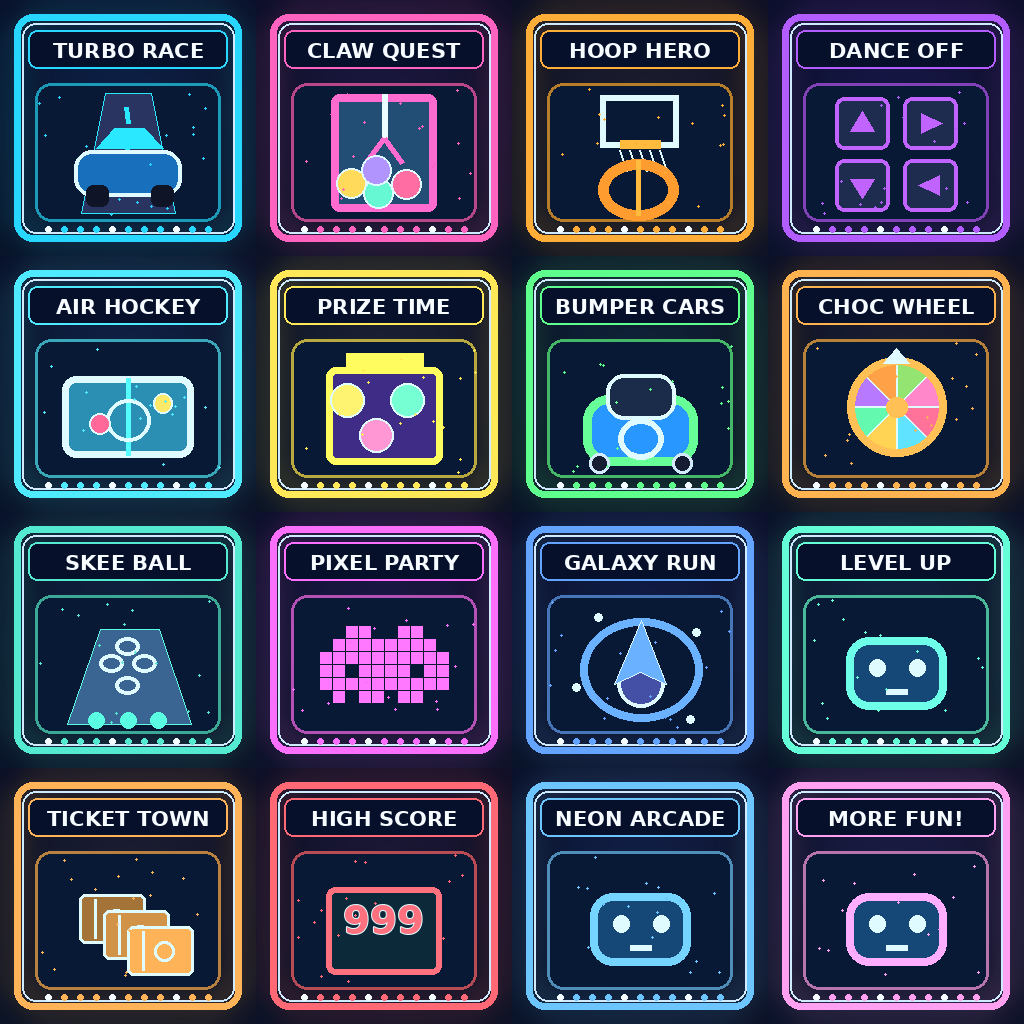 TURBO RACE
CLAW QUEST
HOOP HERO
DANCE OFF
AIR HOCKEY
PRIZE TIME
BUMPER CARS
CHOC WHEEL
SKEE BALL
PIXEL PARTY
GALAXY RUN
LEVEL UP
TICKET TOWN
HIGH SCORE
999
NEON ARCADE
MORE FUN!